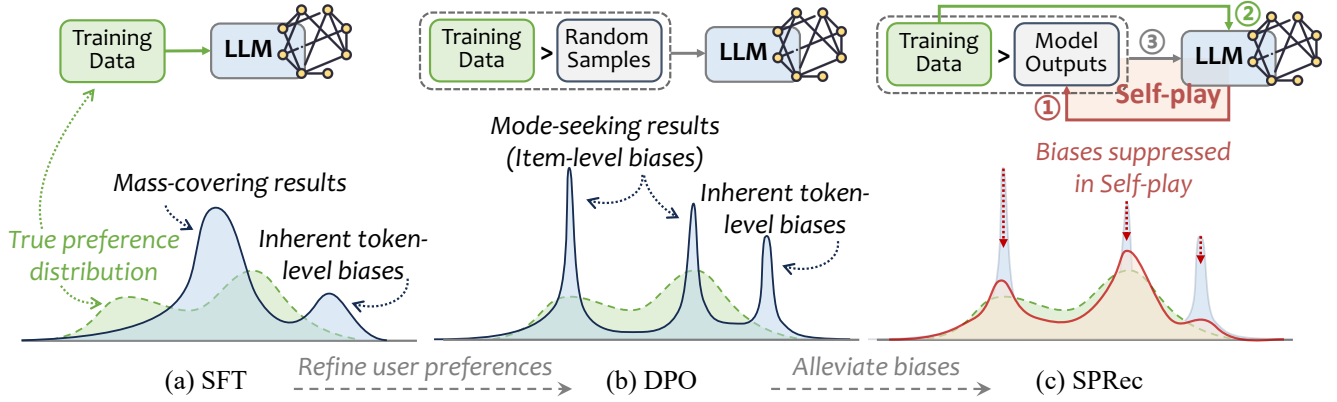 Training
Data
LLM
Mass-covering results
True preference
distribution
Inherent token-
level biases
(a) SFT
Refine user preferences
Training
Data
>
Random
Samples
LLM
Mode-seeking results
(Item-level biases)
Inherent token-
level biases
(b) DPO
Alleviate biases
Training
Data
>
Model
Outputs
③
②
LLM
①
Self-play
Biases suppressed
in Self-play
(c) SPRec